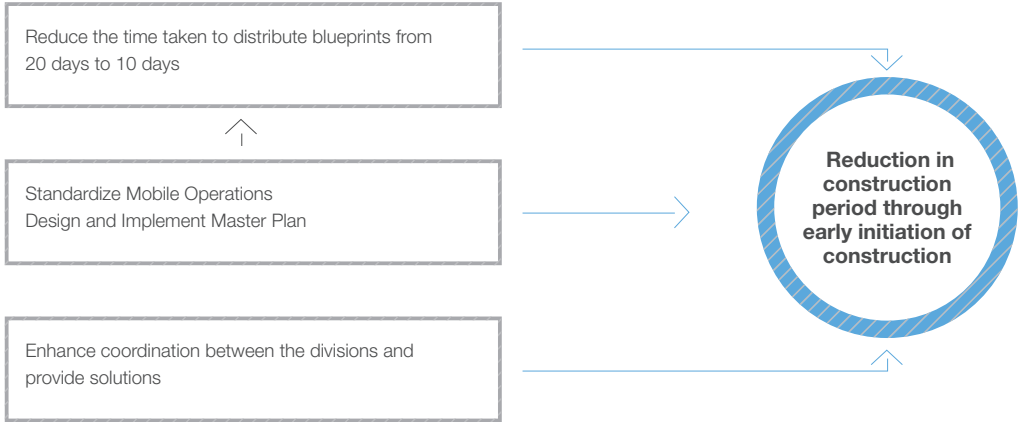 Reduce the time taken to distribute blueprints from
20 days to 10 days
Standardize Mobile Operations
Design and Implement Master Plan
Enhance coordination between the divisions and
provide solutions
Reduction in
construction
period through
early initiation of
construction